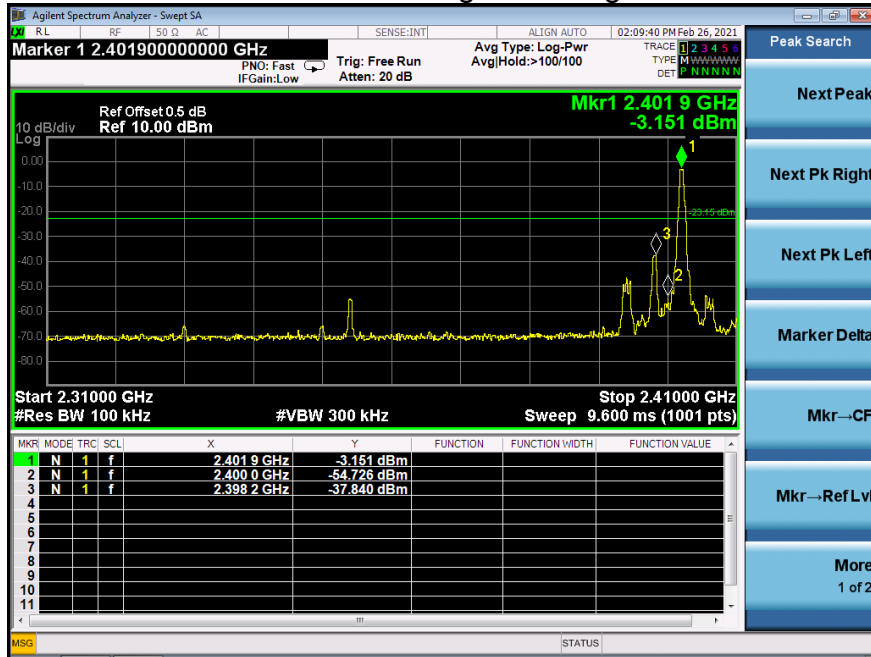 Agilent Spectrum Analyzer - Swept SA
RL RF 50 Ω AC SENSE:INT ALIGN AUTO 02:09:40 PM Feb 26, 2021
Marker 1 2.401900000000 GHz
PNO: Fast
IFGain:Low
Trig: Free Run
Atten: 20 dB
Avg Type: Log-Pwr
Avg|Hold:>100/100
TRACE 1 2 3 4 5 6
TYPE M WWWWW
DET P N N N N N
Peak Search
Next Peak
Next Pk Right
Next Pk Left
Marker Delta
Mkr→CF
Mkr→Ref Lvl
More
1 of 2
Mkr1 2.401 9 GHz
-3.151 dBm
Ref Offset 0.5 dB
10 dB/div Ref 10.00 dBm
Log
1
0.00
-10.0
-20.0
-23.15 dBm
-30.0
3
-40.0
2
-50.0
-60.0
-70.0
-80.0
Start 2.31000 GHz Stop 2.41000 GHz
#Res BW 100 kHz #VBW 300 kHz Sweep 9.600 ms (1001 pts)
MKR MODE TRC SCL X Y FUNCTION FUNCTION WIDTH FUNCTION VALUE
1 N 1 f 2.401 9 GHz -3.151 dBm
2 N 1 f 2.400 0 GHz -54.726 dBm
3 N 1 f 2.398 2 GHz -37.840 dBm
4
5
6
7
8
9
10
11
MSG STATUS